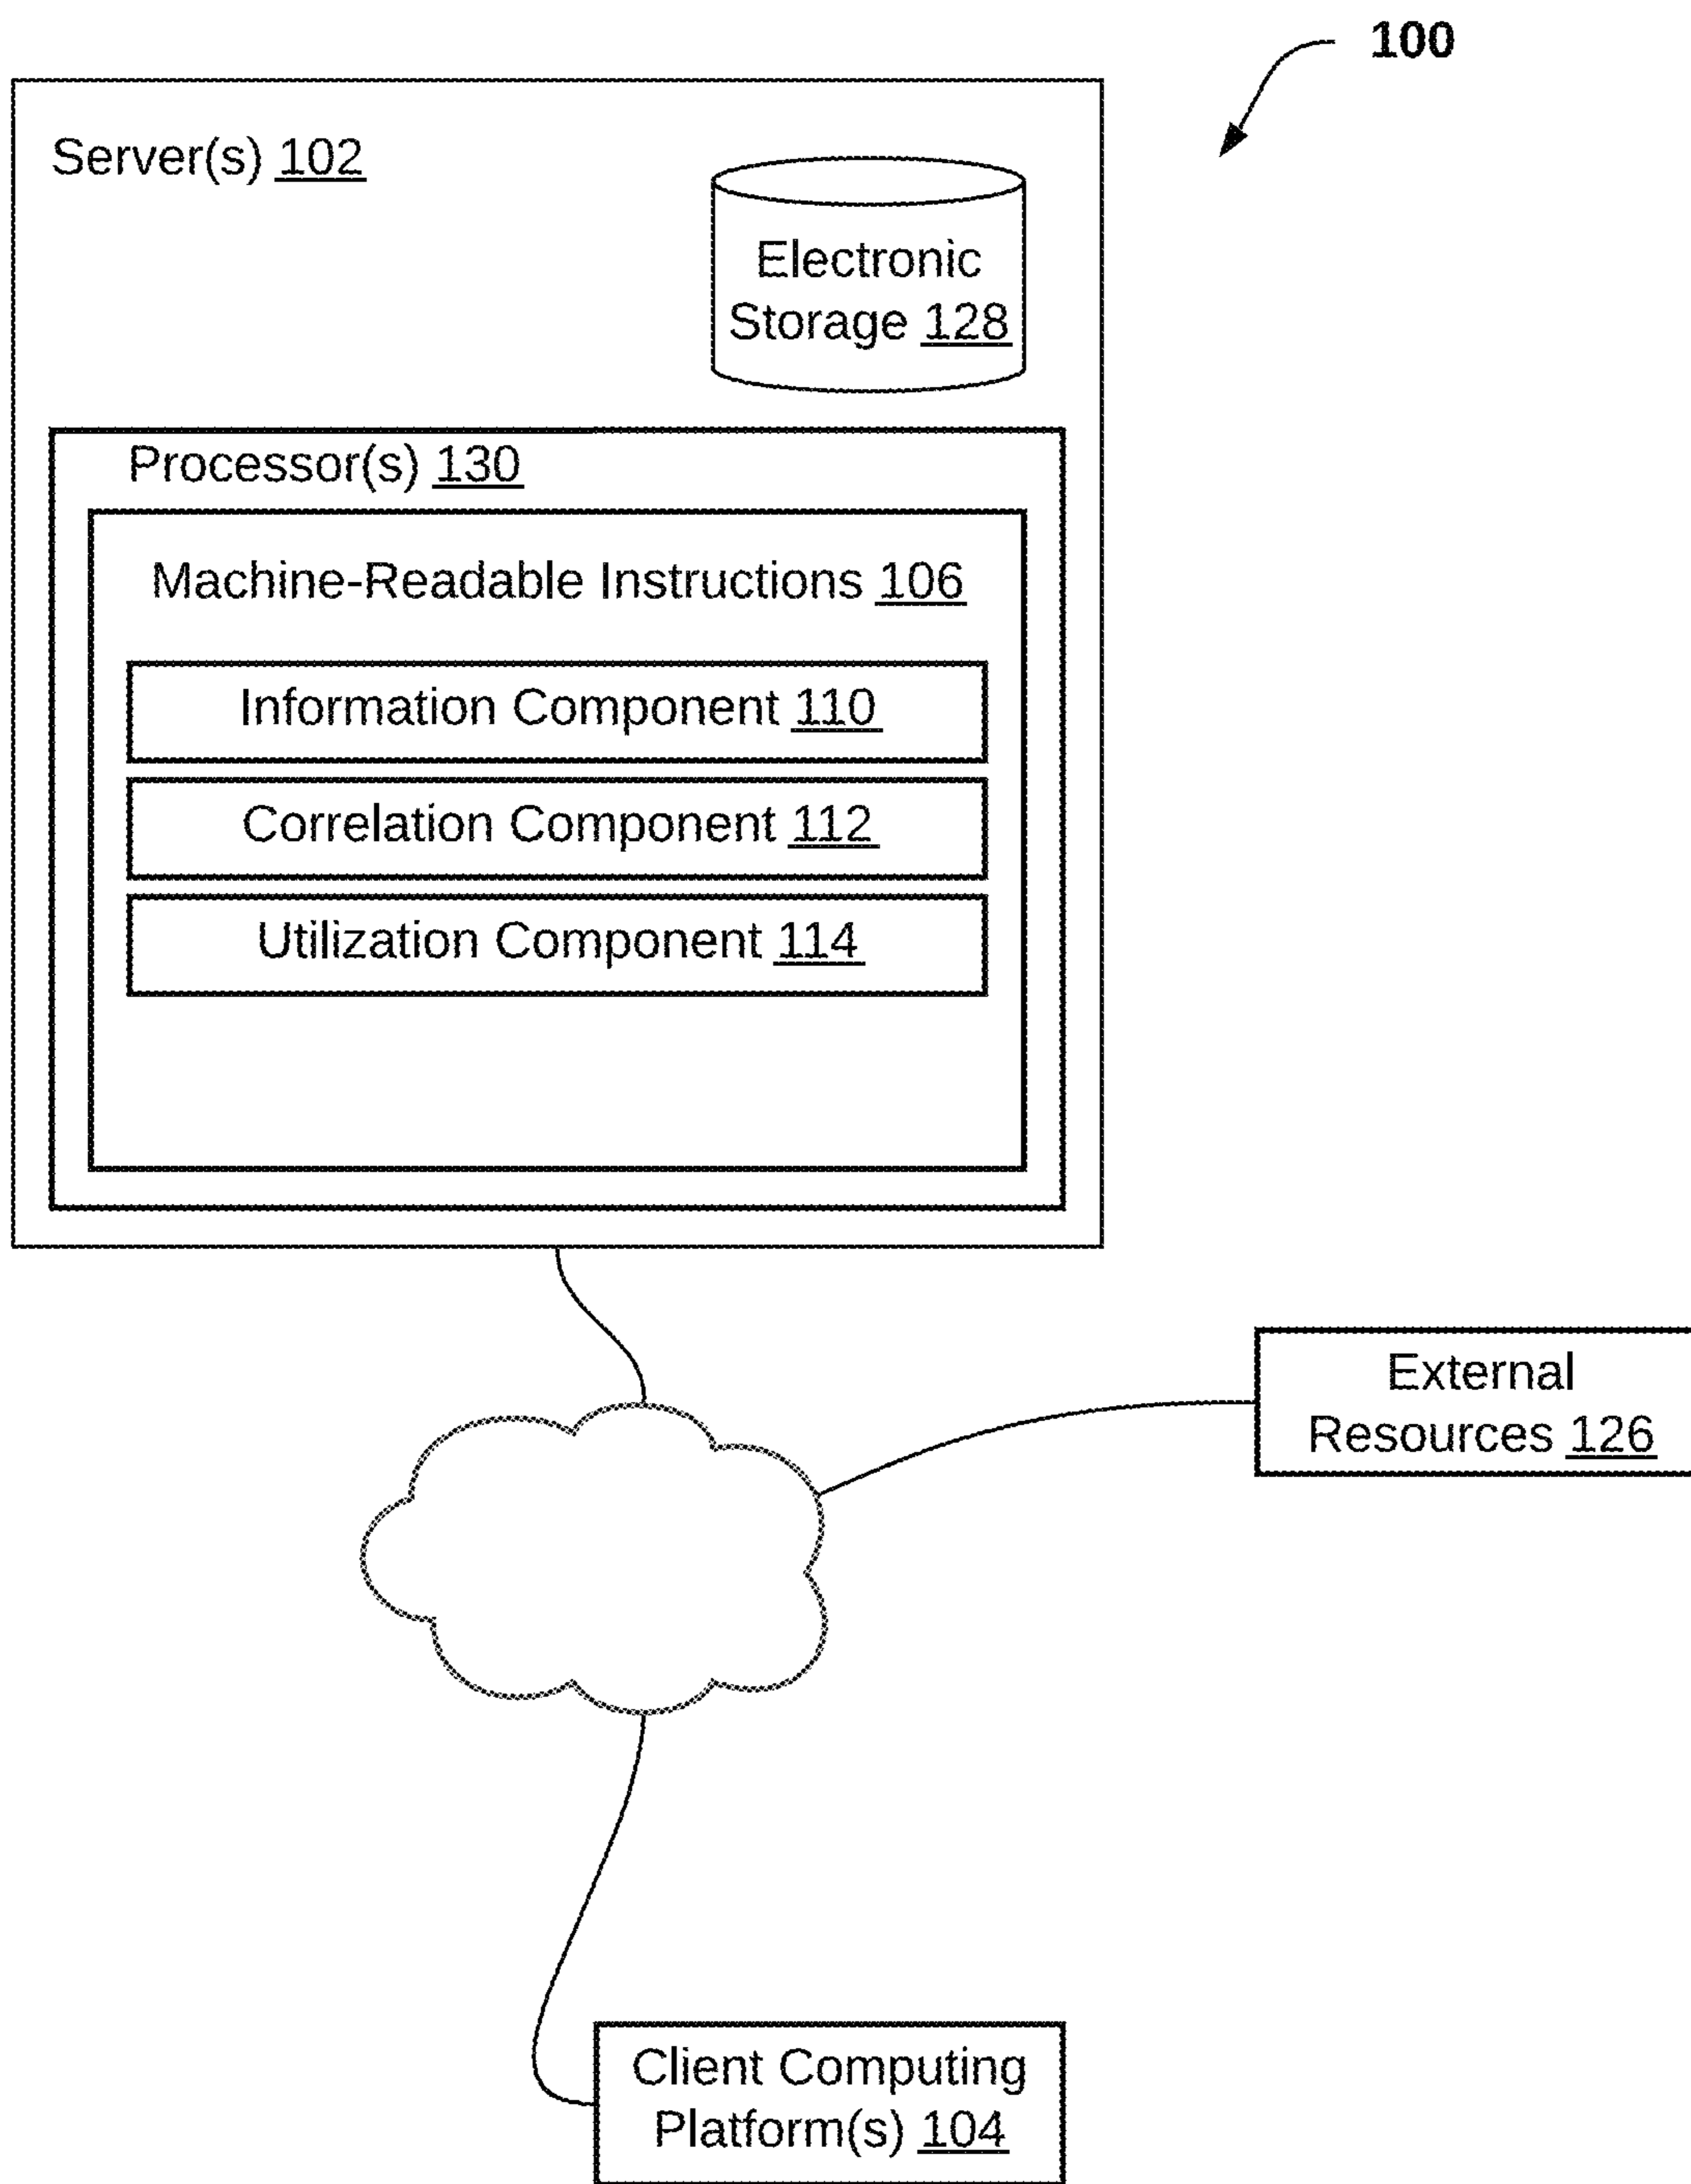 100
Server(s) 102
Electronic
Storage 128
Processor(s) 130
Machine-Readable Instructions 106
Information Component 110
Correlation Component 112
Utilization Component 114
External
Resources 126
Client Computing
Platform(s) 104